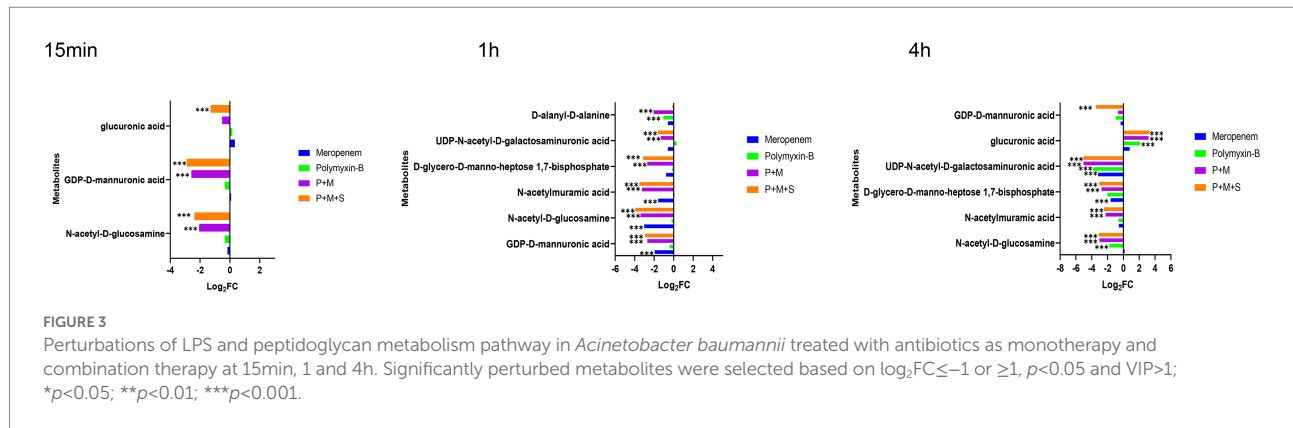 15min
1h
4h
***
glucuronic acid
***
GDP-D-mannuronic acid
***
***
N-acetyl-D-glucosamine
***
Metabolites
-4 -2 0 2
Log₂FC
Meropenem
Polymyxin-B
P+M
P+M+S
D-alanyl-D-alanine
***
***
UDP-N-acetyl-D-galactosaminuronic acid
***
***
D-glycero-D-manno-heptose 1,7-bisphosphate
***
***
N-acetylmuramic acid
***
***
***
N-acetyl-D-glucosamine
***
***
***
GDP-D-mannuronic acid
***
***
***
Metabolites
-6 -4 -2 0 2 4
Log₂FC
Meropenem
Polymyxin-B
P+M
P+M+S
GDP-D-mannuronic acid
***
glucuronic acid
***
***
***
UDP-N-acetyl-D-galactosaminuronic acid
***
***
***
***
D-glycero-D-manno-heptose 1,7-bisphosphate
***
***
***
N-acetylmuramic acid
***
***
N-acetyl-D-glucosamine
***
***
***
Metabolites
-8 -6 -4 -2 0 2 4 6
Log₂FC
Meropenem
Polymyxin-B
P+M
P+M+S
FIGURE 3
Perturbations of LPS and peptidoglycan metabolism pathway in Acinetobacter baumannii treated with antibiotics as monotherapy and
combination therapy at 15min, 1 and 4h. Significantly perturbed metabolites were selected based on log₂FC≤−1 or ≥1, p<0.05 and VIP>1;
*p<0.05; **p<0.01; ***p<0.001.